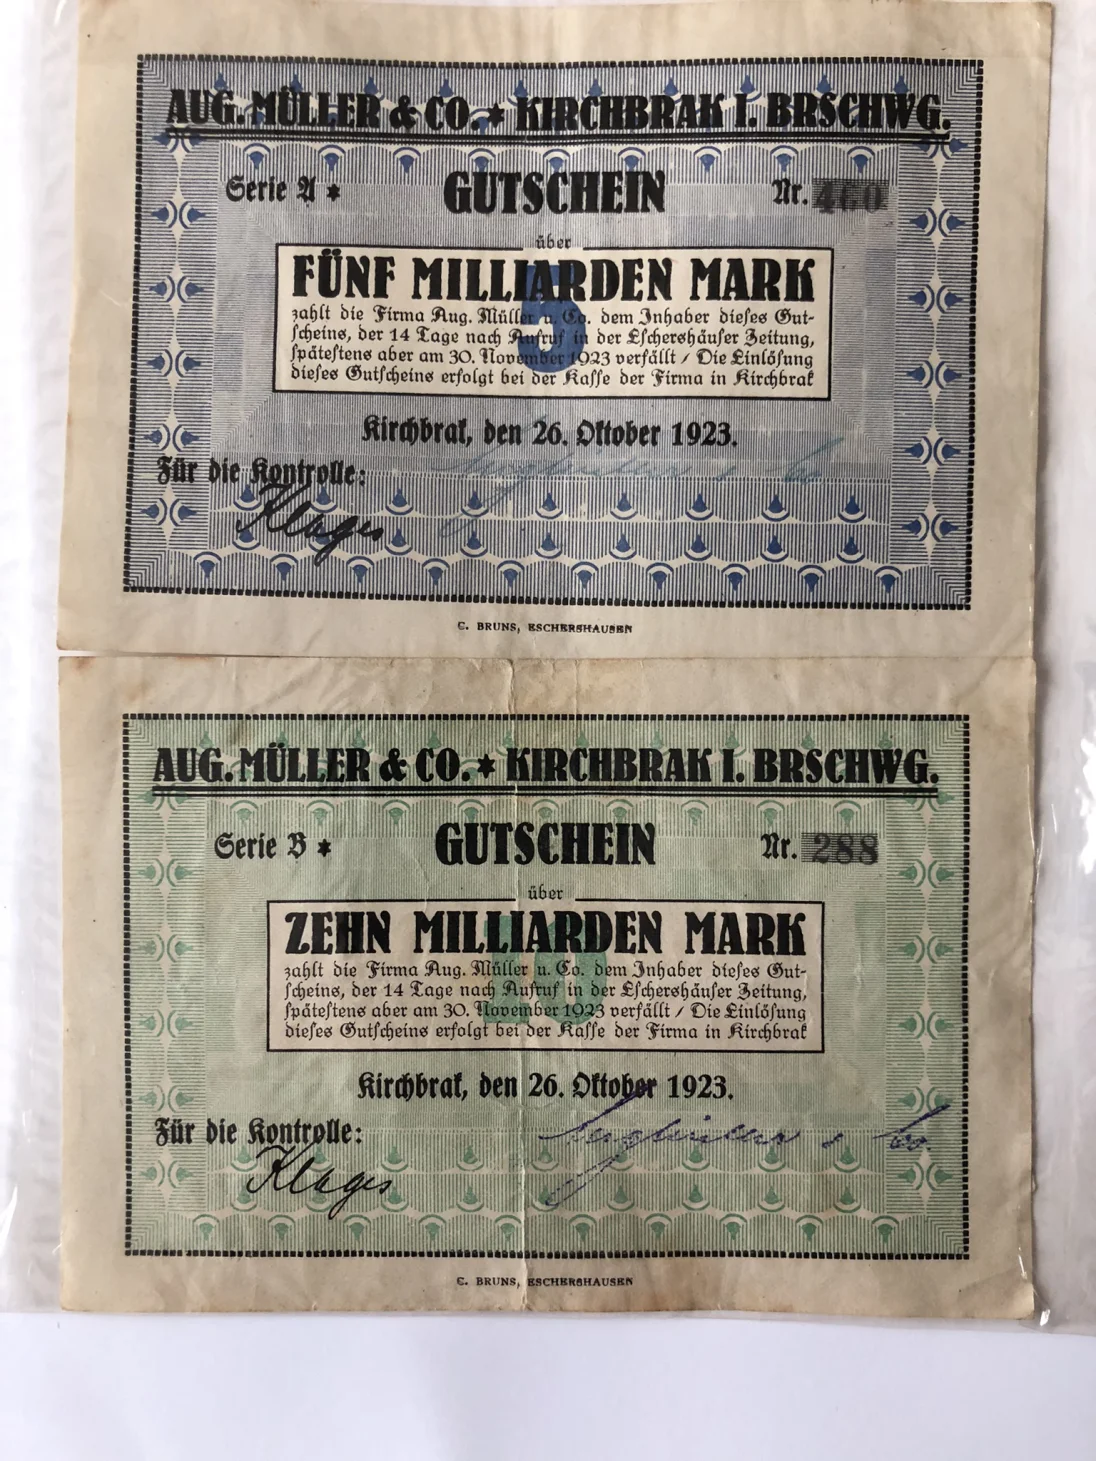 AUG. MÜLLER & CO. * KIRCHBRAK I. BRSCHWG.
Serie A * GUTSCHEIN Nr. 460
über
FÜNF MILLIARDEN MARK
5
zahlt die Firma Aug. Müller u. Co. dem Inhaber dieses Gut-
scheins, der 14 Tage nach Aufruf in der Eschershäuser Zeitung,
spätestens aber am 30. November 1923 verfällt / Die Einlösung
dieses Gutscheins erfolgt bei der Kasse der Firma in Kirchbrak
Kirchbrak, den 26. Oktober 1923.
Für die Kontrolle:
Klages
C. BRUNS, ESCHERSHAUSEN
AUG. MÜLLER & CO. * KIRCHBRAK I. BRSCHWG.
Serie B * GUTSCHEIN Nr. 288
über
ZEHN MILLIARDEN MARK
10
zahlt die Firma Aug. Müller u. Co. dem Inhaber dieses Gut-
scheins, der 14 Tage nach Aufruf in der Eschershäuser Zeitung,
spätestens aber am 30. November 1923 verfällt / Die Einlösung
dieses Gutscheins erfolgt bei der Kasse der Firma in Kirchbrak
Kirchbrak, den 26. Oktober 1923.
Für die Kontrolle:
Klages
C. BRUNS, ESCHERSHAUSEN